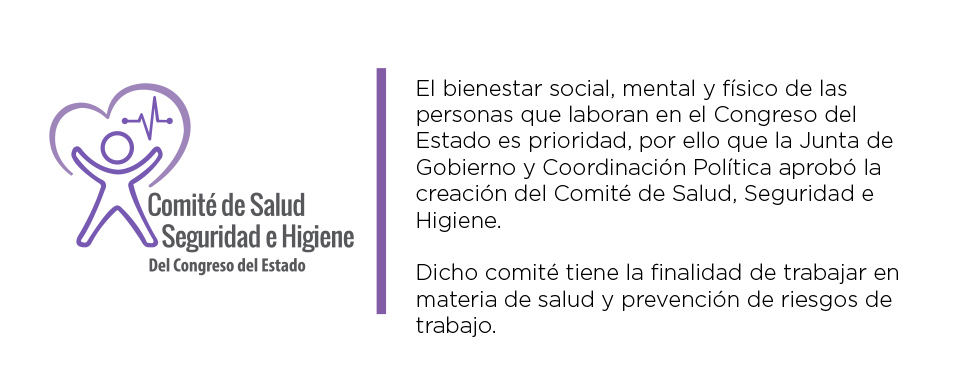 Comité de Salud
Seguridad e Higiene
Del Congreso del Estado
El bienestar social, mental y físico de las
personas que laboran en el Congreso del
Estado es prioridad, por ello que la Junta de
Gobierno y Coordinación Política aprobó la
creación del Comité de Salud, Seguridad e
Higiene.
Dicho comité tiene la finalidad de trabajar en
materia de salud y prevención de riesgos de
trabajo.